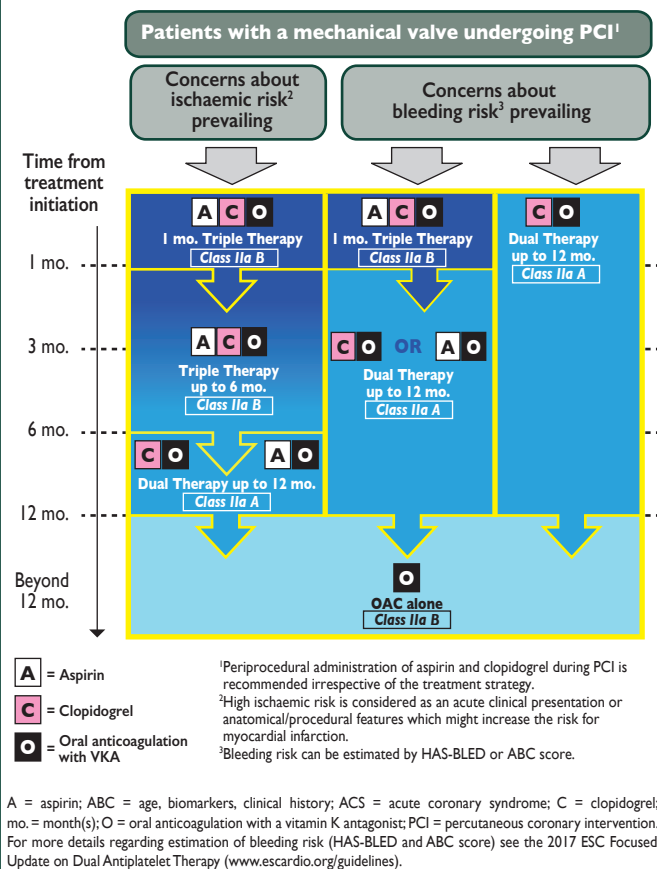 Patients with a mechanical valve undergoing PCI¹
Concerns about
ischaemic risk²
prevailing
Concerns about
bleeding risk³ prevailing
Time from
treatment
initiation
A C O
1 mo. Triple Therapy
Class IIa B
A C O
1 mo. Triple Therapy
Class IIa B
C O
Dual Therapy
up to 12 mo.
Class IIa A
1 mo.
3 mo.
A C O
Triple Therapy
up to 6 mo.
Class IIa B
C O OR A O
Dual Therapy
up to 12 mo.
Class IIa A
6 mo.
C O A O
Dual Therapy up to 12 mo.
Class IIa A
12 mo.
Beyond
12 mo.
O
OAC alone
Class IIa B
A = Aspirin
C = Clopidogrel
O = Oral anticoagulation
with VKA
¹Periprocedural administration of aspirin and clopidogrel during PCI is
recommended irrespective of the treatment strategy.
²High ischaemic risk is considered as an acute clinical presentation or
anatomical/procedural features which might increase the risk for
myocardial infarction.
³Bleeding risk can be estimated by HAS-BLED or ABC score.
A = aspirin; ABC = age, biomarkers, clinical history; ACS = acute coronary syndrome; C = clopidogrel;
mo. = month(s); O = oral anticoagulation with a vitamin K antagonist; PCI = percutaneous coronary intervention.
For more details regarding estimation of bleeding risk (HAS-BLED and ABC score) see the 2017 ESC Focused
Update on Dual Antiplatelet Therapy (www.escardio.org/guidelines).